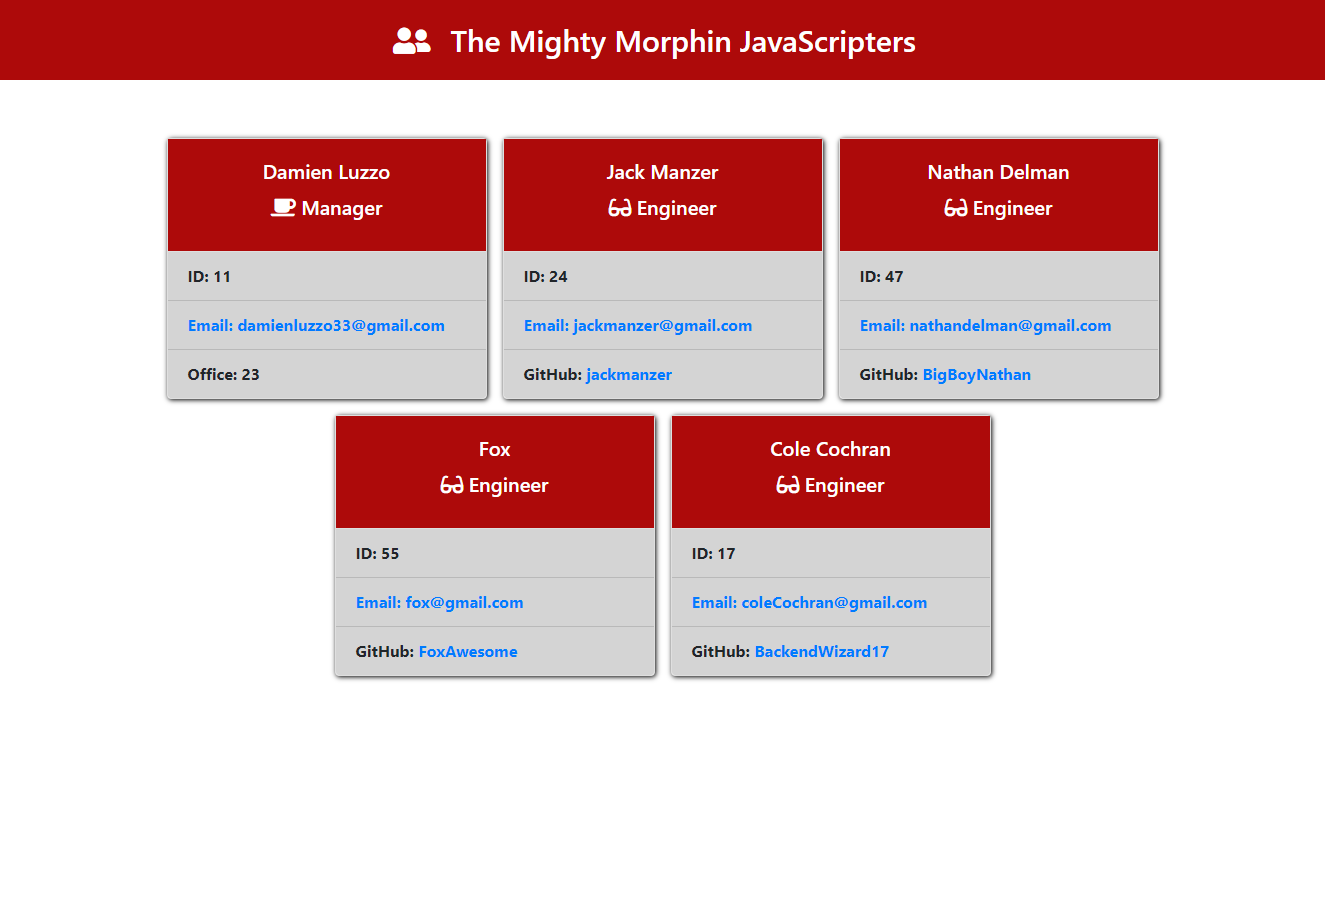 The Mighty Morphin JavaScripters
Damien Luzzo
Manager
ID: 11
Email: damienluzzo33@gmail.com
Office: 23
Jack Manzer
Engineer
ID: 24
Email: jackmanzer@gmail.com
GitHub: jackmanzer
Nathan Delman
Engineer
ID: 47
Email: nathandelman@gmail.com
GitHub: BigBoyNathan
Fox
Engineer
ID: 55
Email: fox@gmail.com
GitHub: FoxAwesome
Cole Cochran
Engineer
ID: 17
Email: coleCochran@gmail.com
GitHub: BackendWizard17